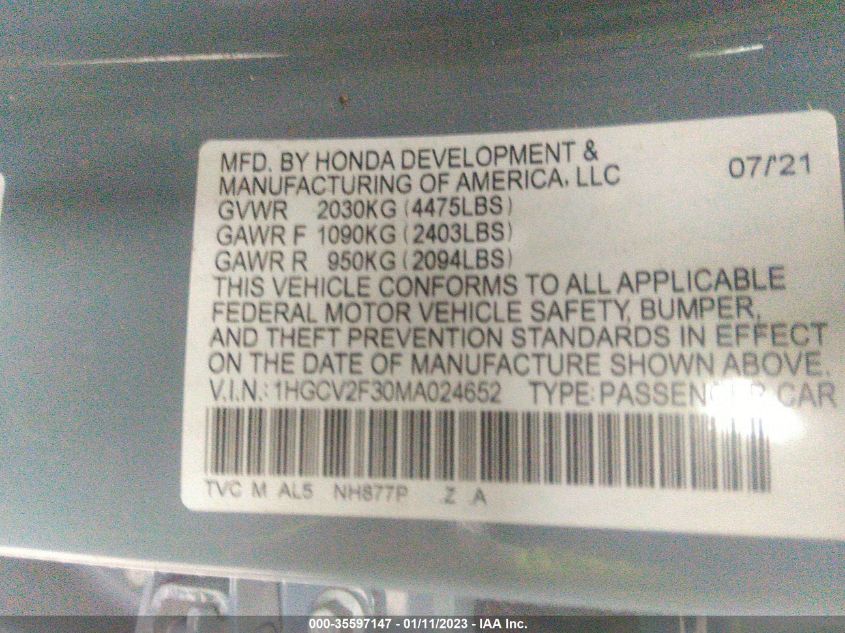 MFD. BY HONDA DEVELOPMENT &
MANUFACTURING OF AMERICA, LLC 07/'21
GVWR 2030KG (4475LBS)
GAWR F 1090KG (2403LBS)
GAWR R 950KG (2094LBS)
THIS VEHICLE CONFORMS TO ALL APPLICABLE
FEDERAL MOTOR VEHICLE SAFETY, BUMPER,
AND THEFT PREVENTION STANDARDS IN EFFECT
ON THE DATE OF MANUFACTURE SHOWN ABOVE.
V.I.N.: 1HGCV2F30MA024652 TYPE: PASSENGER CAR
TVC M AL5 NH877P Z A
000-35597147 - 01/11/2023 - IAA Inc.